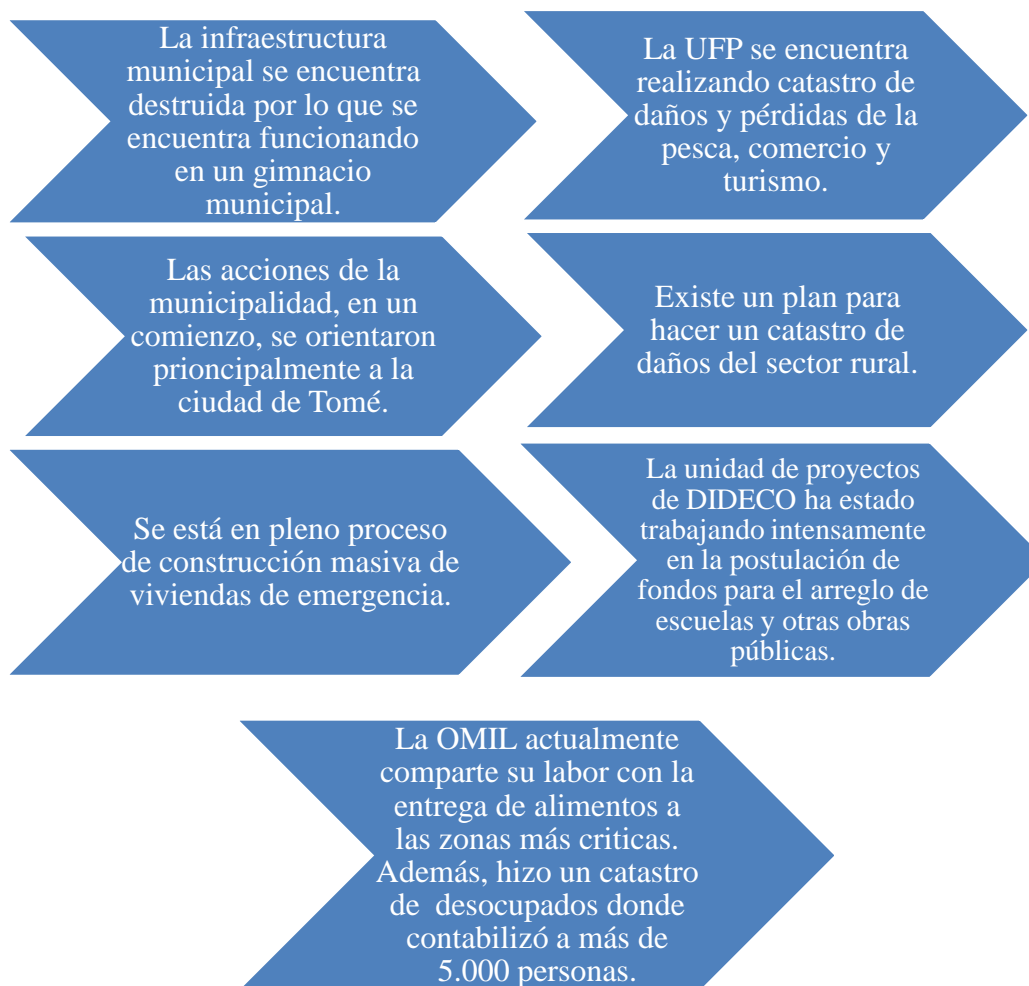 La infraestructura
municipal se encuentra
destruida por lo que se
encuentra funcionando
en un gimnacio
municipal.
La UFP se encuentra
realizando catastro de
daños y pérdidas de la
pesca, comercio y
turismo.
Las acciones de la
municipalidad, en un
comienzo, se orientaron
prioncipalmente a la
ciudad de Tomé.
Existe un plan para
hacer un catastro de
daños del sector rural.
Se está en pleno proceso
de construcción masiva de
viviendas de emergencia.
La unidad de proyectos
de DIDECO ha estado
trabajando intensamente
en la postulación de
fondos para el arreglo de
escuelas y otras obras
públicas.
La OMIL actualmente
comparte su labor con la
entrega de alimentos a
las zonas más criticas.
Además, hizo un catastro
de desocupados donde
contabilizó a más de
5.000 personas.